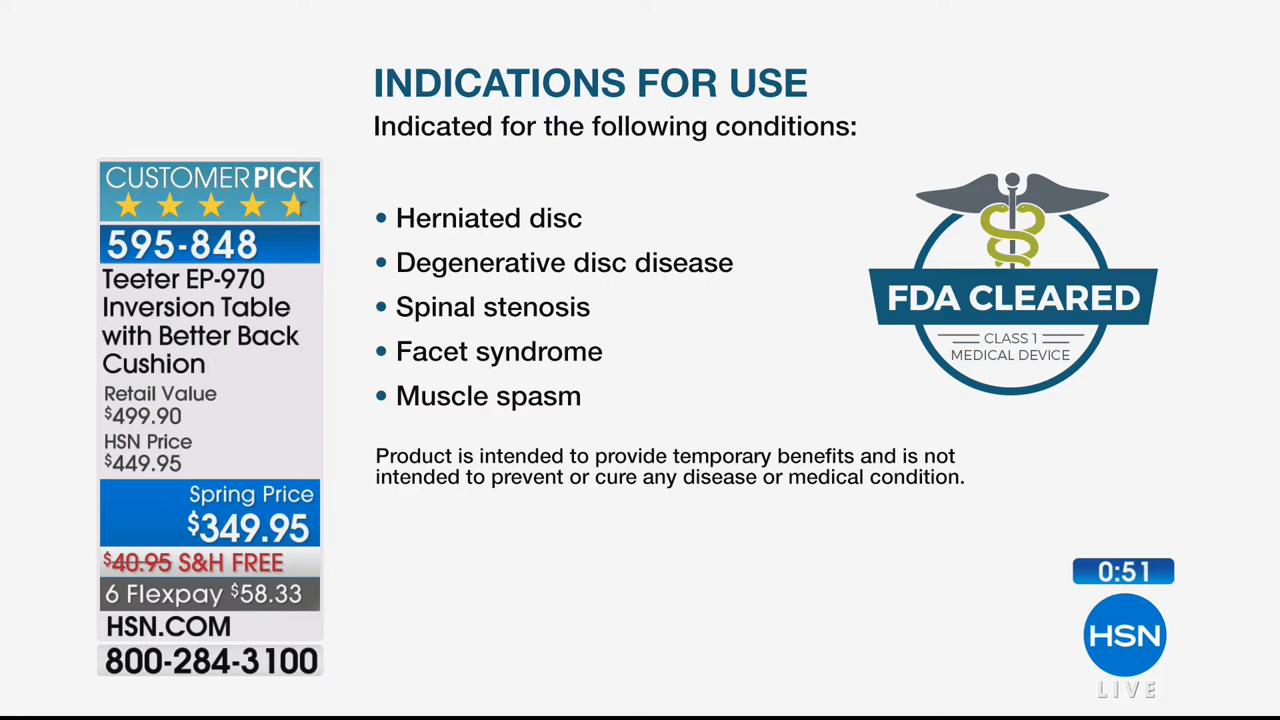 INDICATIONS FOR USE
Indicated for the following conditions:
• Herniated disc
• Degenerative disc disease
• Spinal stenosis
• Facet syndrome
• Muscle spasm
Product is intended to provide temporary benefits and is not
intended to prevent or cure any disease or medical condition.
FDA CLEARED
CLASS 1
MEDICAL DEVICE
CUSTOMER PICK
595-848
Teeter EP-970
Inversion Table
with Better Back
Cushion
Retail Value
$499.90
HSN Price
$449.95
Spring Price
$349.95
$40.95 S&H FREE
6 Flexpay $58.33
HSN.COM
800-284-3100
0:51
HSN
LIVE